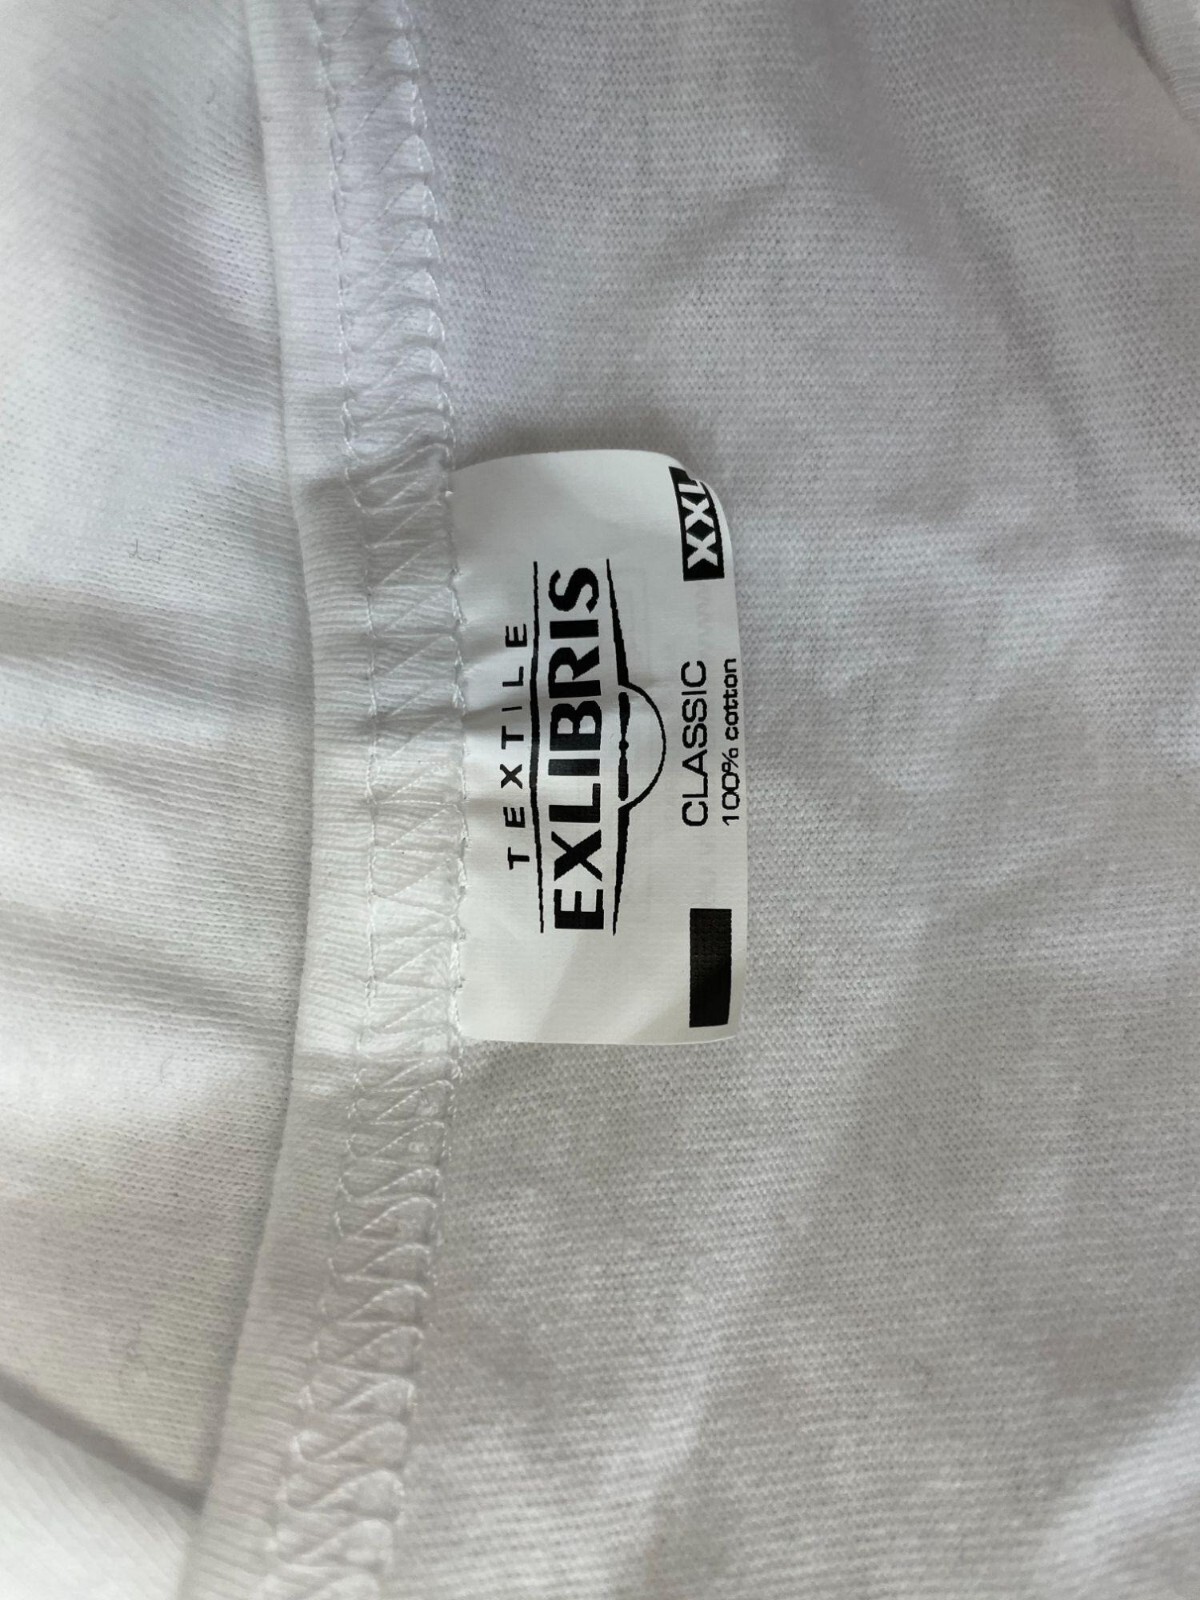 TEXTILE
EXLIBRIS
CLASSIC
XXL
100% cotton